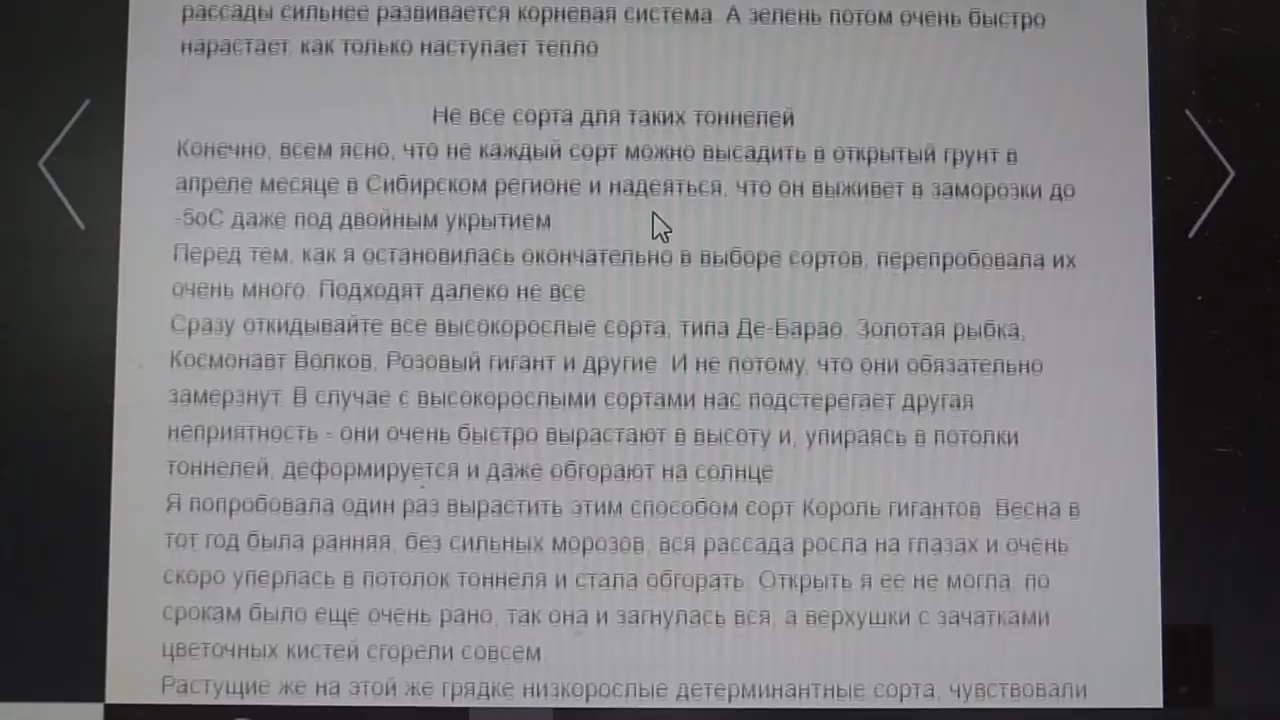 рассады сильнее развивается корневая система. А зелень потом очень быстро
нарастает, как только наступает тепло.
Не все сорта для таких тоннелей
Конечно, всем ясно, что не каждый сорт можно высадить в открытый грунт в
апреле месяце в Сибирском регионе и надеяться, что он выживет в заморозки до
-5оС даже под двойным укрытием.
Перед тем, как я остановилась окончательно в выборе сортов, перепробовала их
очень много. Подходят далеко не все.
Сразу откидывайте все высокорослые сорта, типа Де-Барао, Золотая рыбка,
Космонавт Волков, Розовый гигант и другие. И не потому, что они обязательно
замерзнут. В случае с высокорослыми сортами нас подстерегает другая
неприятность - они очень быстро вырастают в высоту и, упираясь в потолки
тоннелей, деформируется и даже обгорают на солнце.
Я попробовала один раз вырастить этим способом сорт Король гигантов. Весна в
тот год была ранняя, без сильных морозов, вся рассада росла на глазах и очень
скоро уперлась в потолок тоннеля и стала обгорать. Открыть я ее не могла, по
срокам было еще очень рано, так она и загнулась вся, а верхушки с зачатками
цветочных кистей сгорели совсем.
Растущие же на этой же грядке низкорослые детерминантные сорта, чувствовали